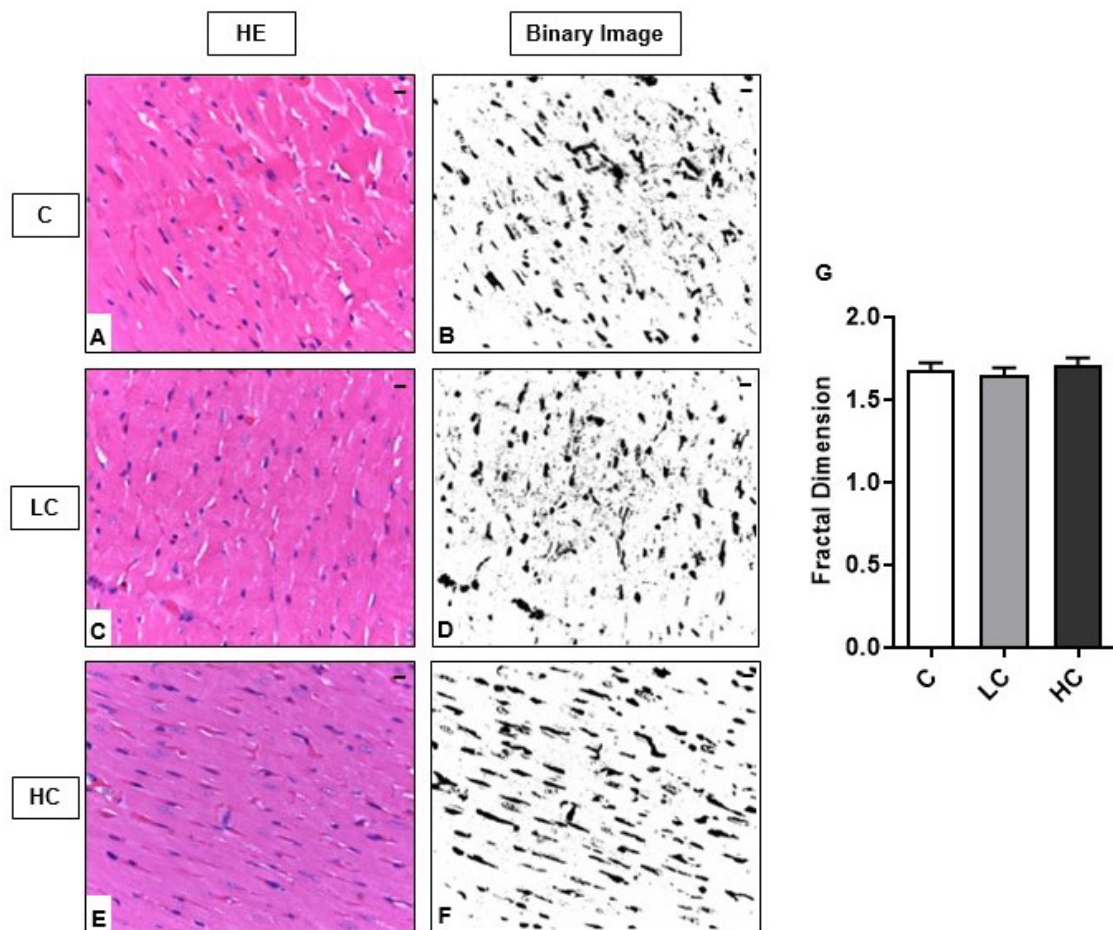 HE
Binary Image
C
A
B
LC
C
D
HC
E
F
G
Fractal Dimension
2.0
1.5
1.0
0.5
0.0
C
LC
HC